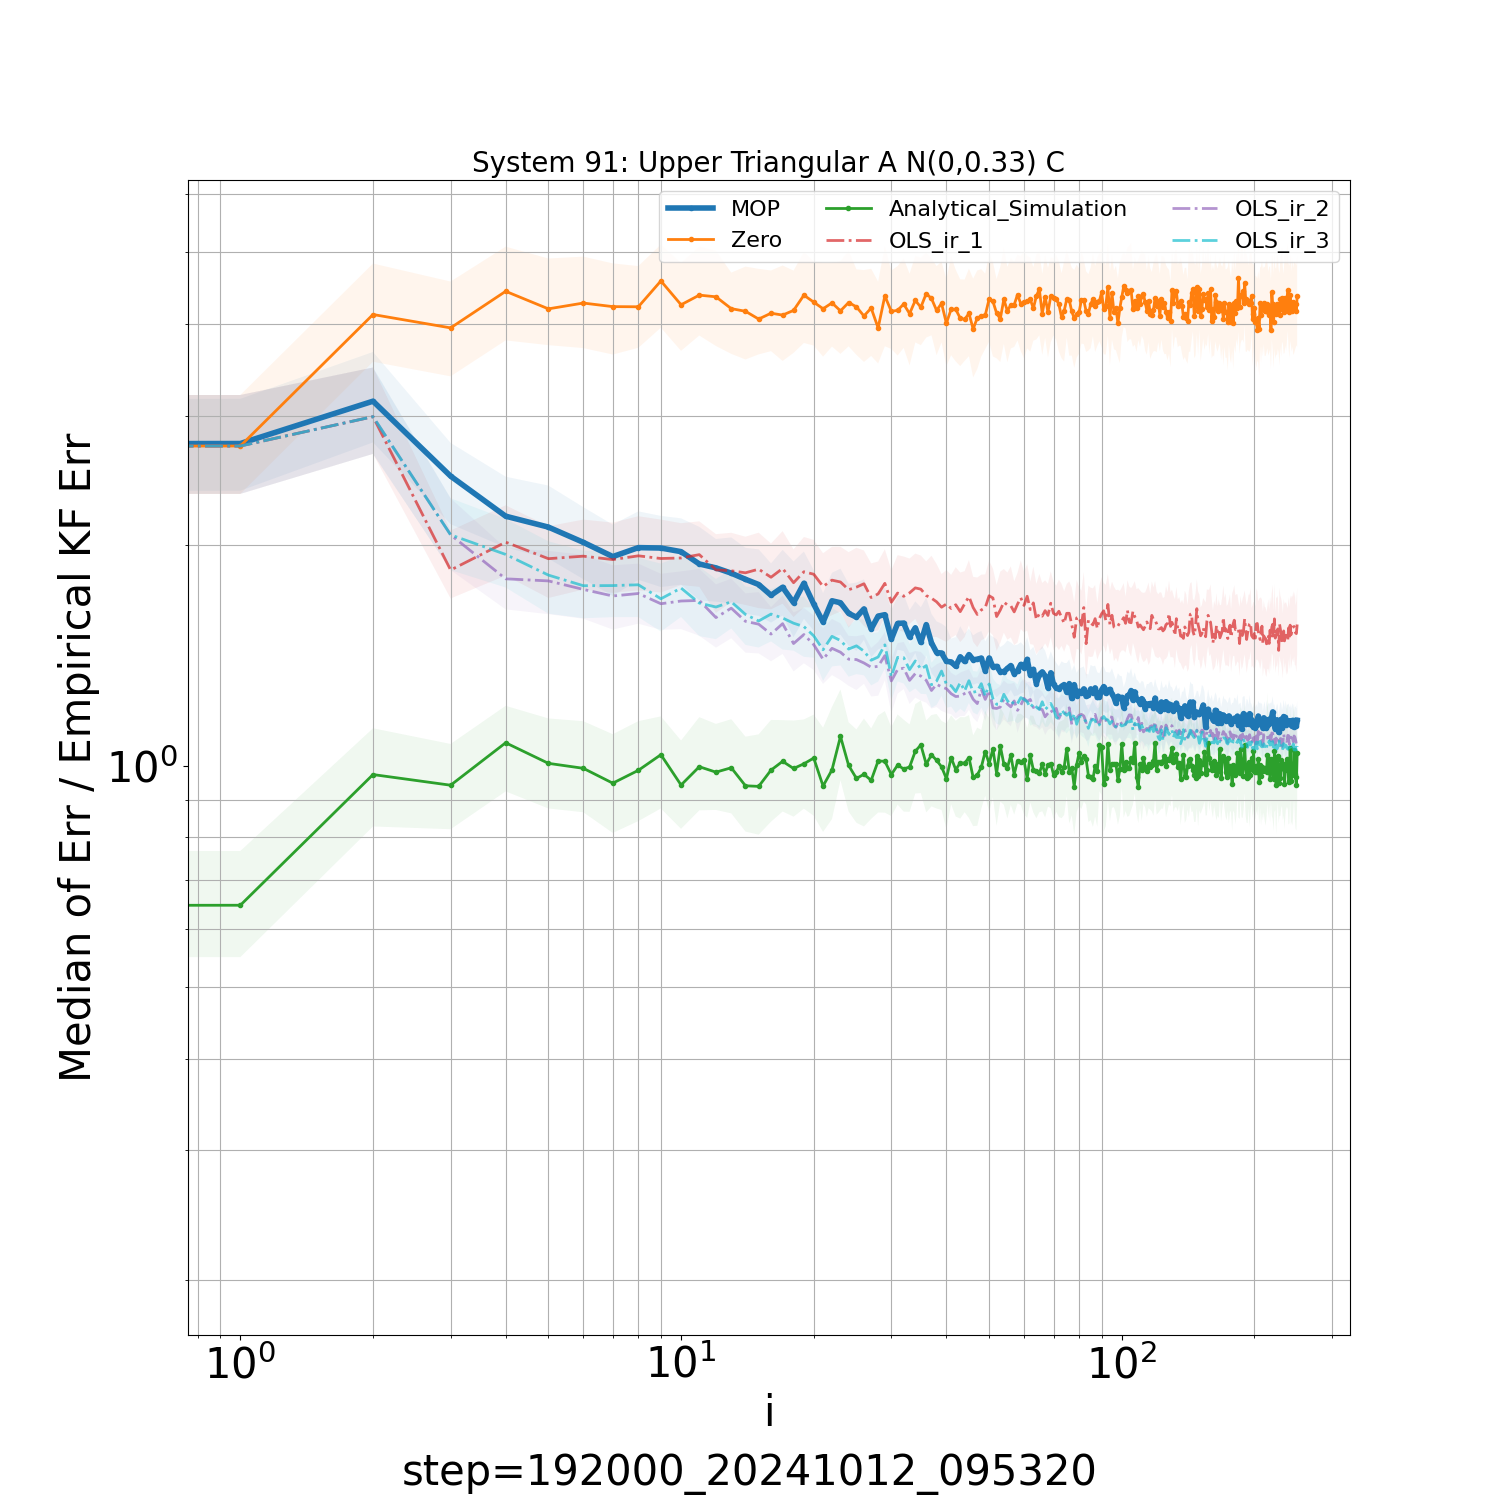 System 91: Upper Triangular A N(0,0.33) C
MOP
Zero
Analytical_Simulation
OLS_ir_1
OLS_ir_2
OLS_ir_3
Median of Err / Empirical KF Err
10⁰
10⁰ 10¹ 10²
i
step=192000_20241012_095320